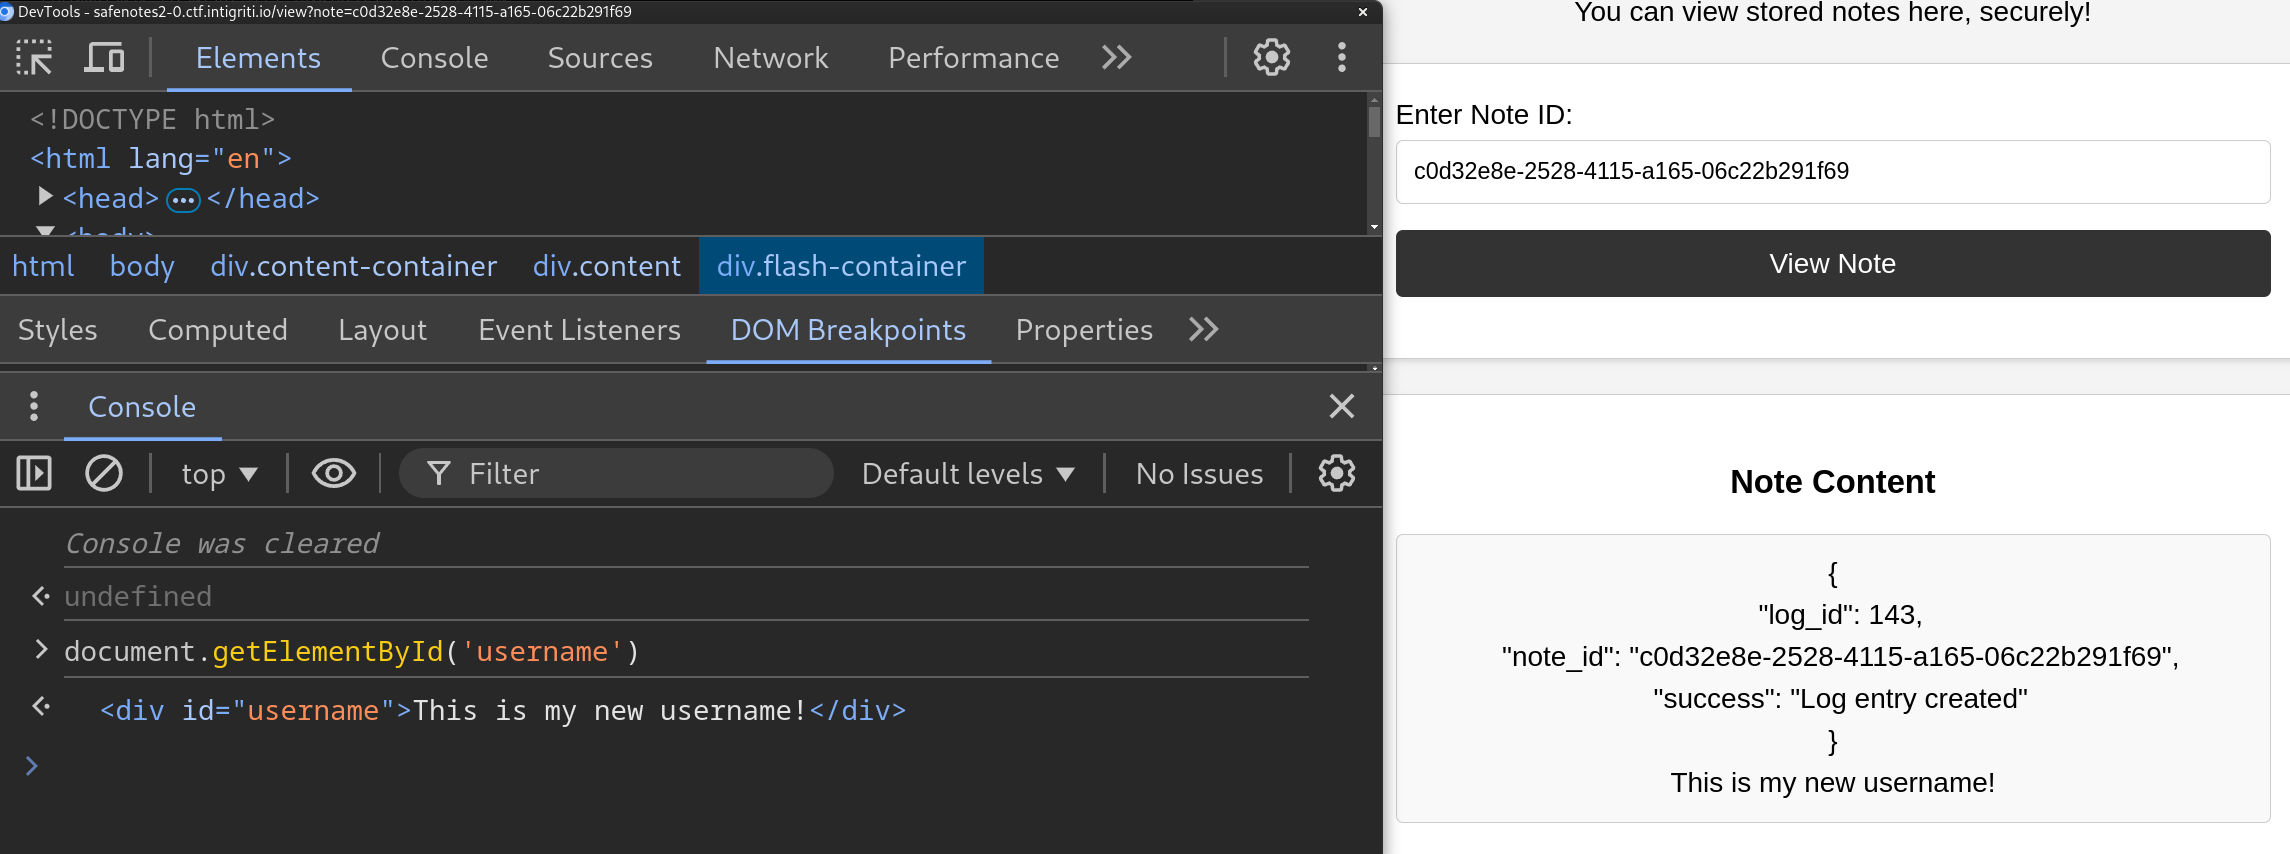 DevTools - safenotes2-0.ctf.intigriti.io/view?note=c0d32e8e-2528-4115-a165-06c22b291f69
Elements Console Sources Network Performance
<!DOCTYPE html>
<html lang="en">
<head> ••• </head>
<body>
html body div.content-container div.content div.flash-container
Styles Computed Layout Event Listeners DOM Breakpoints Properties
Console
top Filter Default levels No Issues
Console was cleared
undefined
document.getElementById('username')
<div id="username">This is my new username!</div>
You can view stored notes here, securely!
Enter Note ID:
c0d32e8e-2528-4115-a165-06c22b291f69
View Note
Note Content
{
"log_id": 143,
"note_id": "c0d32e8e-2528-4115-a165-06c22b291f69",
"success": "Log entry created"
}
This is my new username!